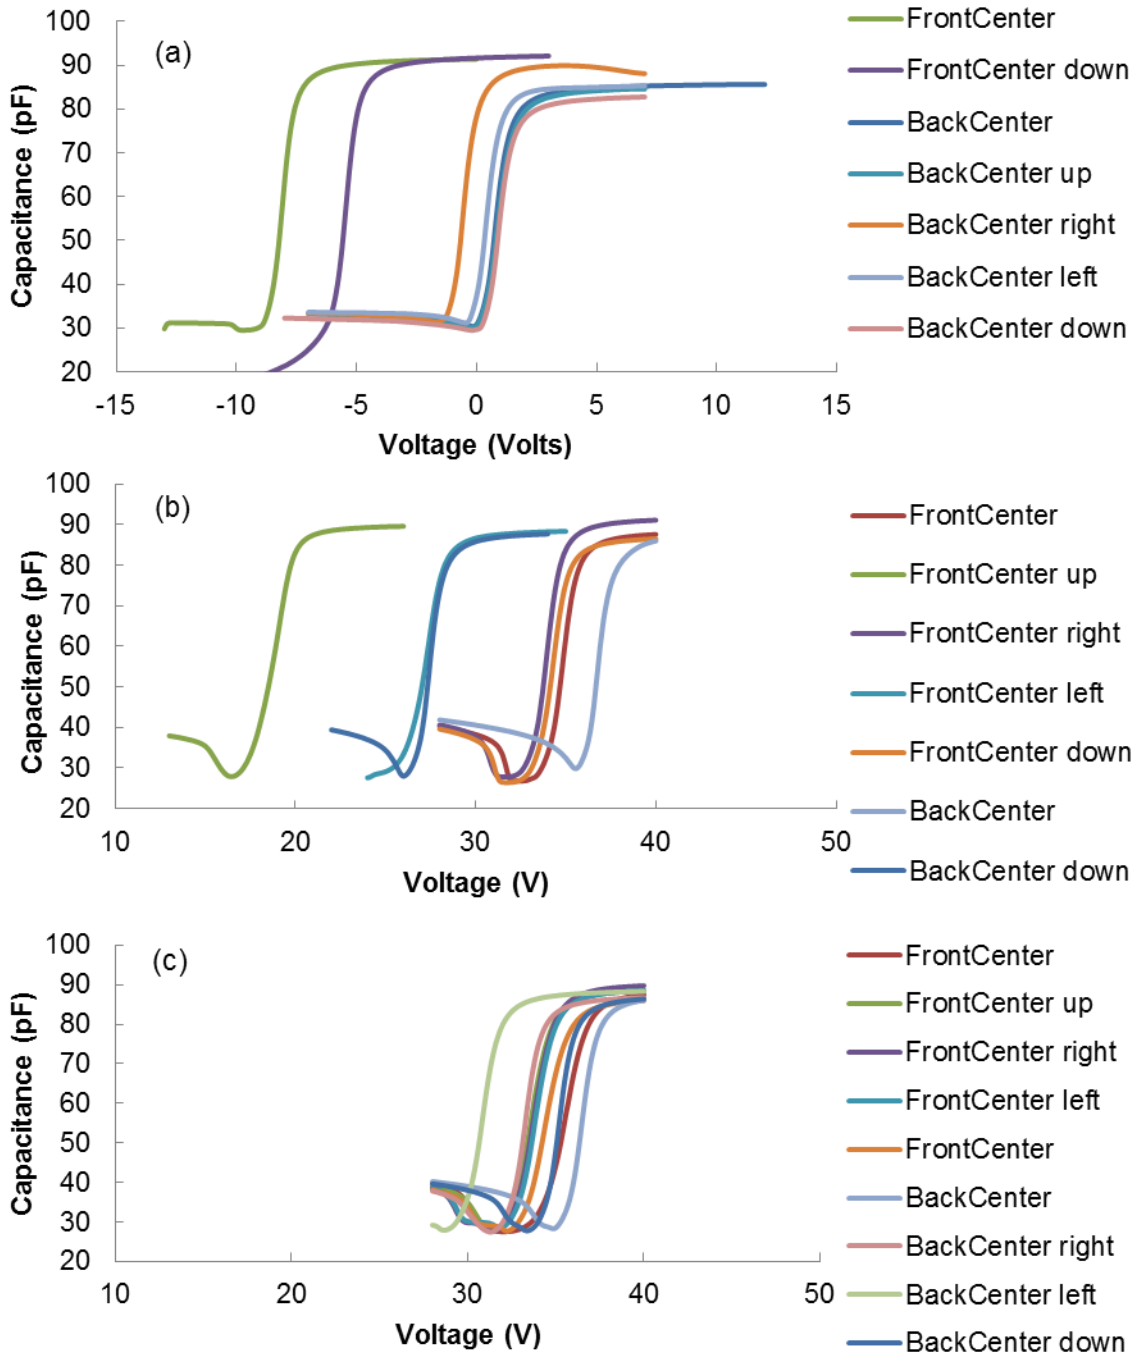 100
90
80
70
60
50
40
30
20
Capacitance (pF)
(a)
-15 -10 -5 0 5 10 15
Voltage (Volts)
FrontCenter
FrontCenter down
BackCenter
BackCenter up
BackCenter right
BackCenter left
BackCenter down
100
90
80
70
60
50
40
30
20
Capacitance (pF)
(b)
10 20 30 40 50
Voltage (V)
FrontCenter
FrontCenter up
FrontCenter right
FrontCenter left
FrontCenter down
BackCenter
BackCenter down
100
90
80
70
60
50
40
30
20
Capacitance (pF)
(c)
10 20 30 40 50
Voltage (V)
FrontCenter
FrontCenter up
FrontCenter right
FrontCenter left
FrontCenter
BackCenter
BackCenter right
BackCenter left
BackCenter down